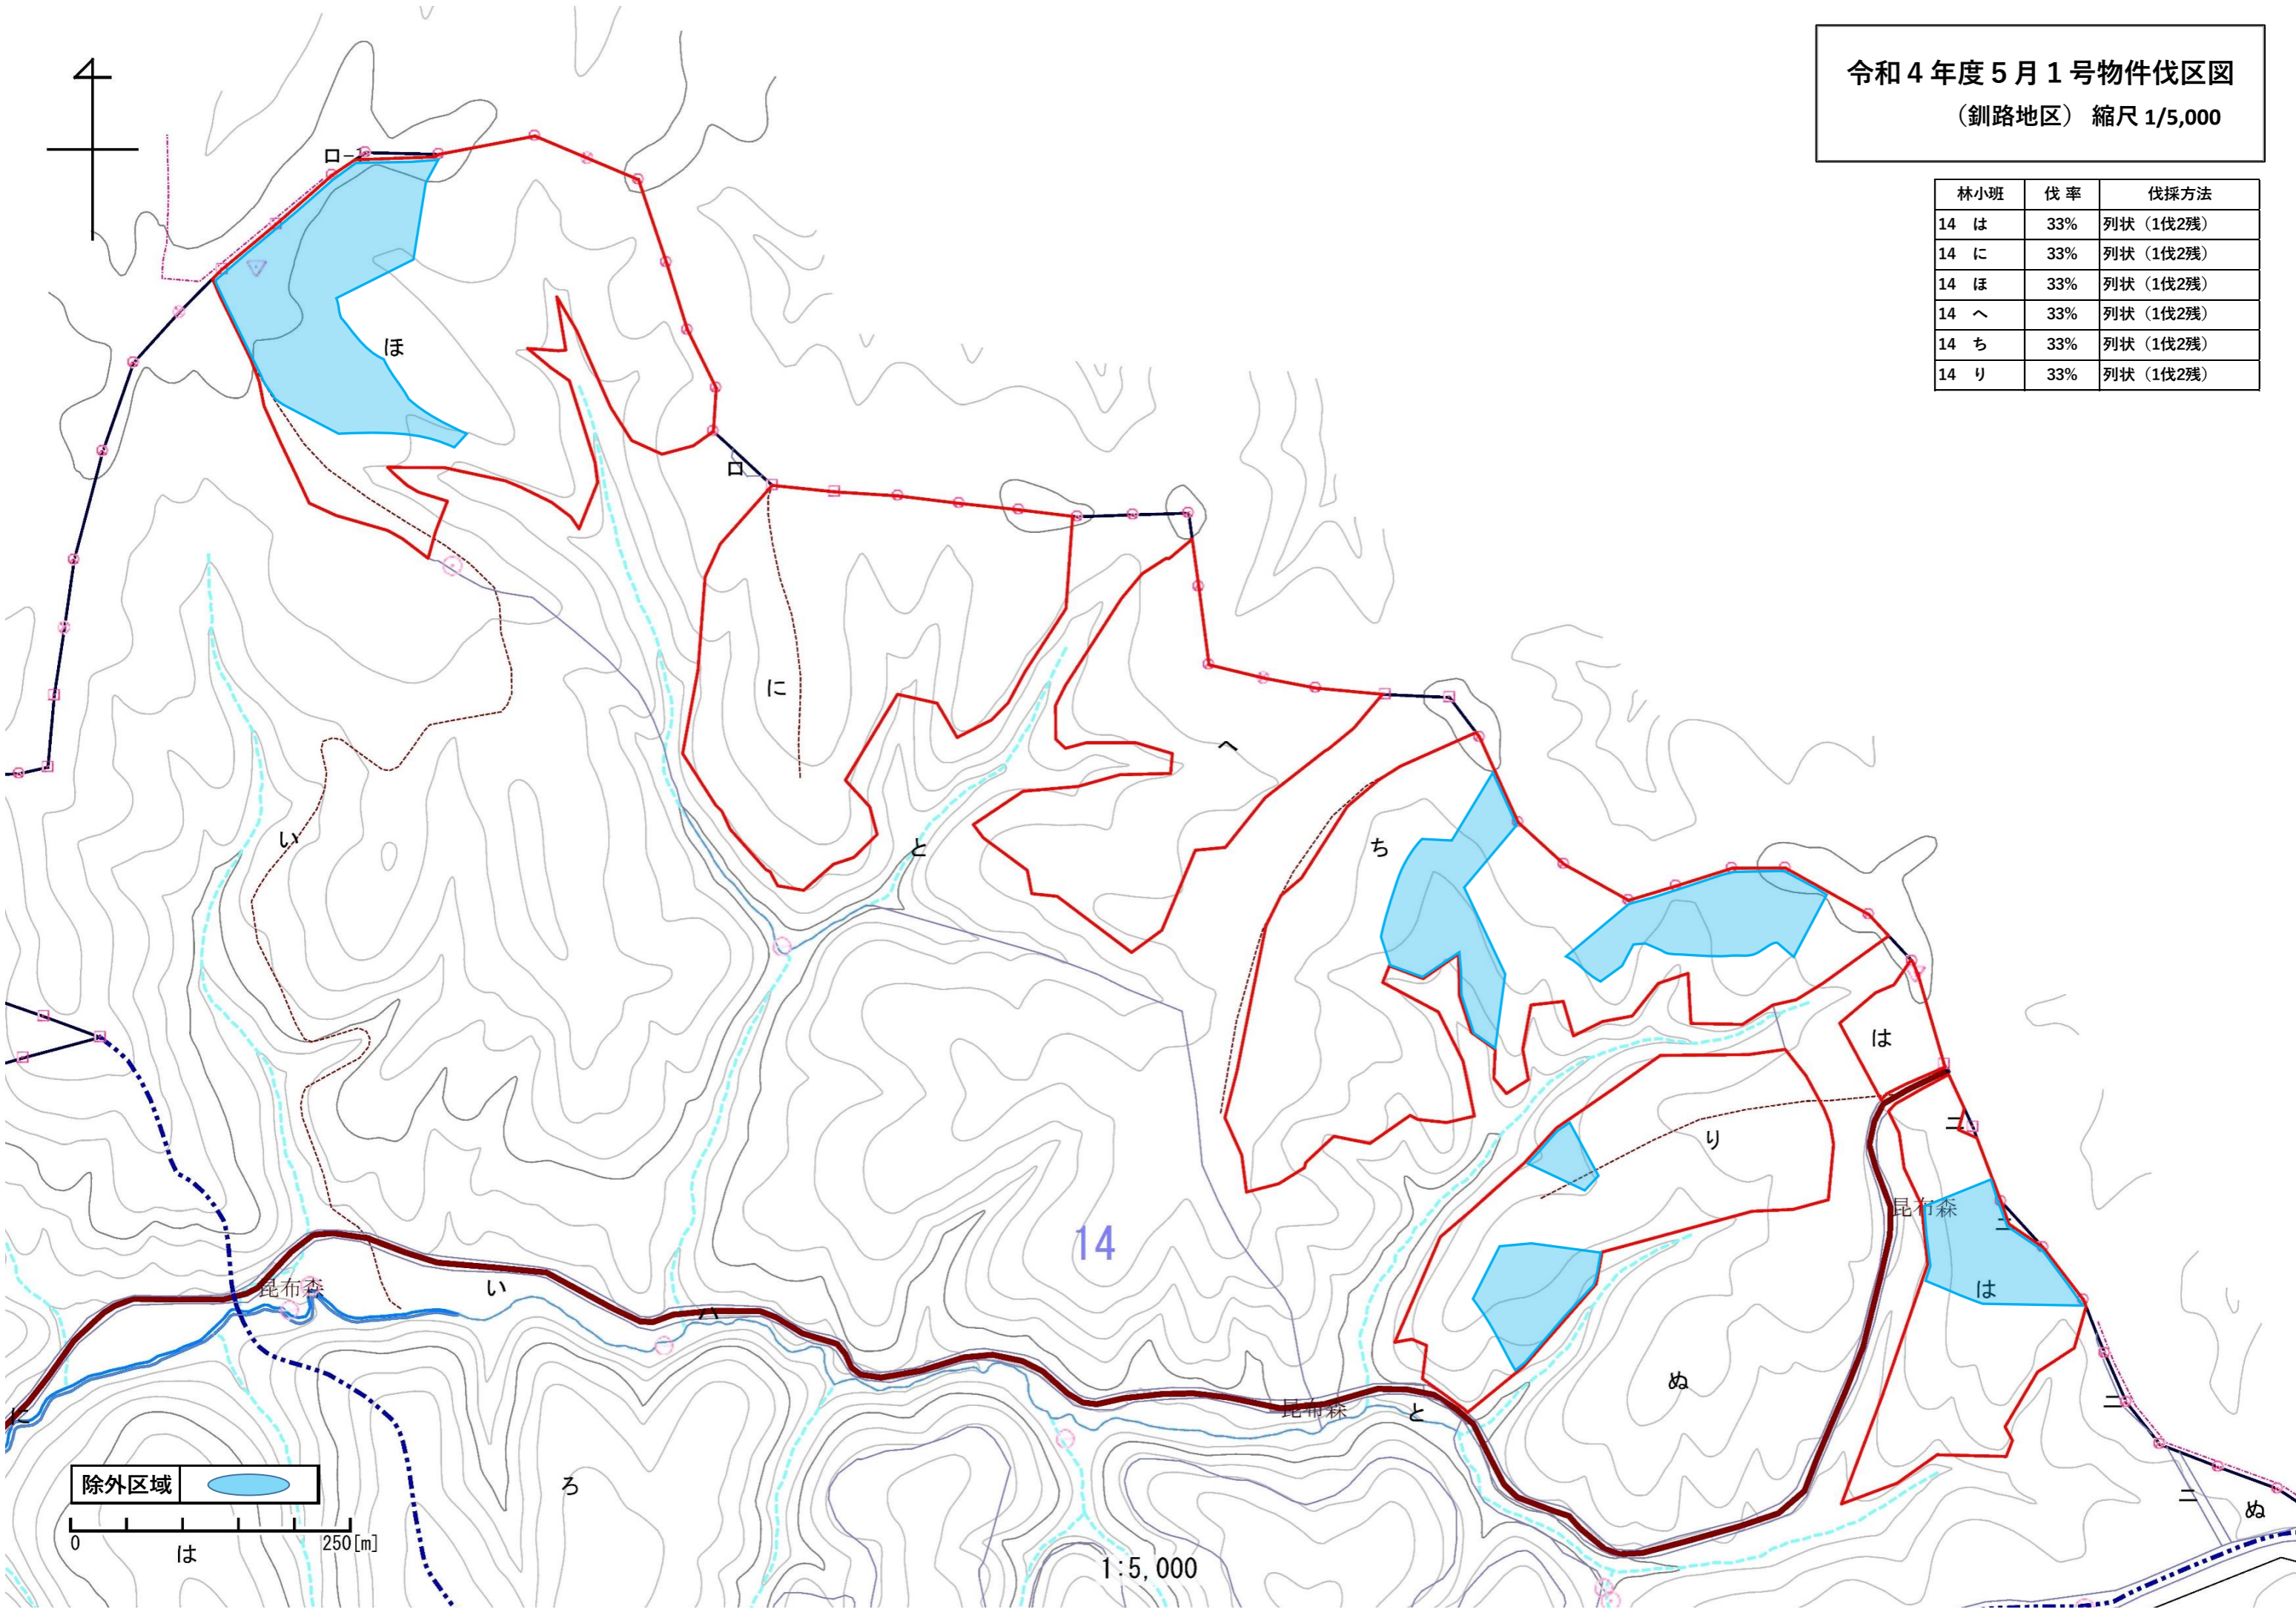 令和４年度５月１号物件伐区図
（釧路地区） 縮尺 1/5,000
林小班 伐 率 伐採方法
14 は 33% 列状（1伐2残）
14 に 33% 列状（1伐2残）
14 ほ 33% 列状（1伐2残）
14 へ 33% 列状（1伐2残）
14 ち 33% 列状（1伐2残）
14 り 33% 列状（1伐2残）
ロ-1
ほ
ロ
に
へ
い
と
ち
は
ニ
り
昆布森
ニ
14
は
昆布森
い
ハ
ぬ
昆布森
と
ニ
に
除外区域
ろ
ニ
ぬ
0
250[m]
は
1:5,000